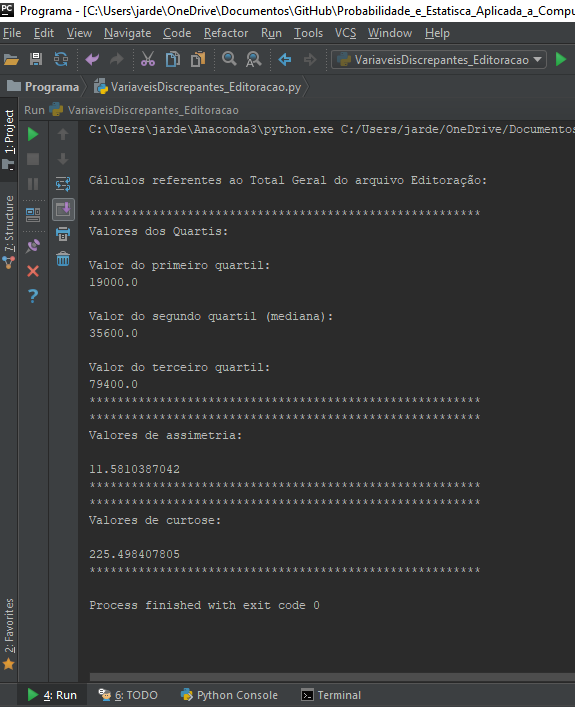 PC Programa - [C:\Users\jarde\OneDrive\Documentos\GitHub\Probabilidade_e_Estatisca_Aplicada_a_Compu
File Edit View Navigate Code Refactor Run Tools VCS Window Help
VariaveisDiscrepantes_Editoracao
Programa VariaveisDiscrepantes_Editoracao.py
Run VariaveisDiscrepantes_Editoracao
1: Project
7: Structure
2: Favorites
C:\Users\jarde\Anaconda3\python.exe C:/Users/jarde/OneDrive/Documentos
Cálculos referentes ao Total Geral do arquivo Editoração:
********************************************************
Valores dos Quartis:
Valor do primeiro quartil:
19000.0
Valor do segundo quartil (mediana):
35600.0
Valor do terceiro quartil:
79400.0
********************************************************
********************************************************
Valores de assimetria:
11.5810387042
********************************************************
********************************************************
Valores de curtose:
225.498407805
********************************************************
Process finished with exit code 0
4: Run 6: TODO Python Console Terminal